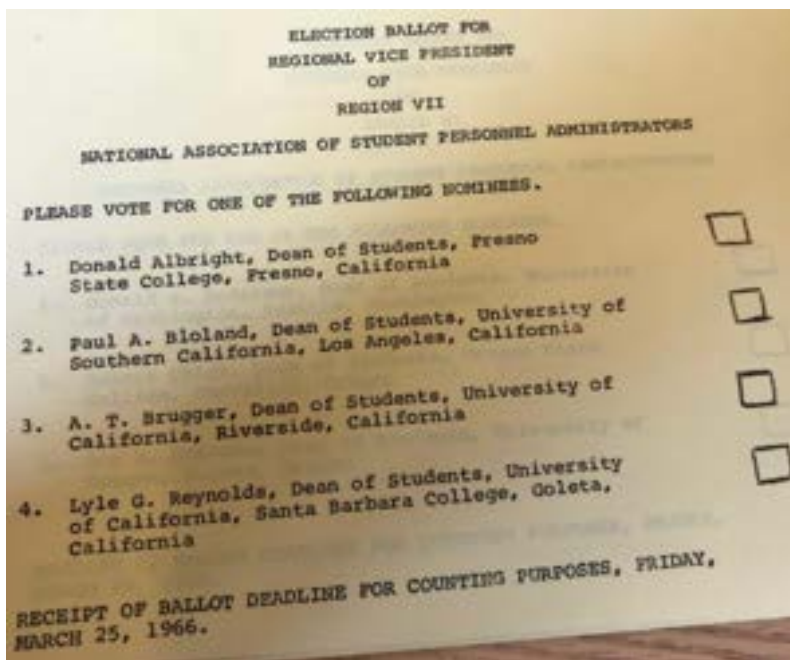 ELECTION BALLOT FOR
REGIONAL VICE PRESIDENT
OF
REGION VII
NATIONAL ASSOCIATION OF STUDENT PERSONNEL ADMINISTRATORS
PLEASE VOTE FOR ONE OF THE FOLLOWING NOMINEES.
1. Donald Albright, Dean of Students, Fresno
State College, Fresno, California
2. Paul A. Bloland, Dean of Students, University of
Southern California, Los Angeles, California
3. A. T. Brugger, Dean of Students, University of
California, Riverside, California
4. Lyle G. Reynolds, Dean of Students, University
of California, Santa Barbara College, Goleta,
California
RECEIPT OF BALLOT DEADLINE FOR COUNTING PURPOSES, FRIDAY,
MARCH 25, 1966.